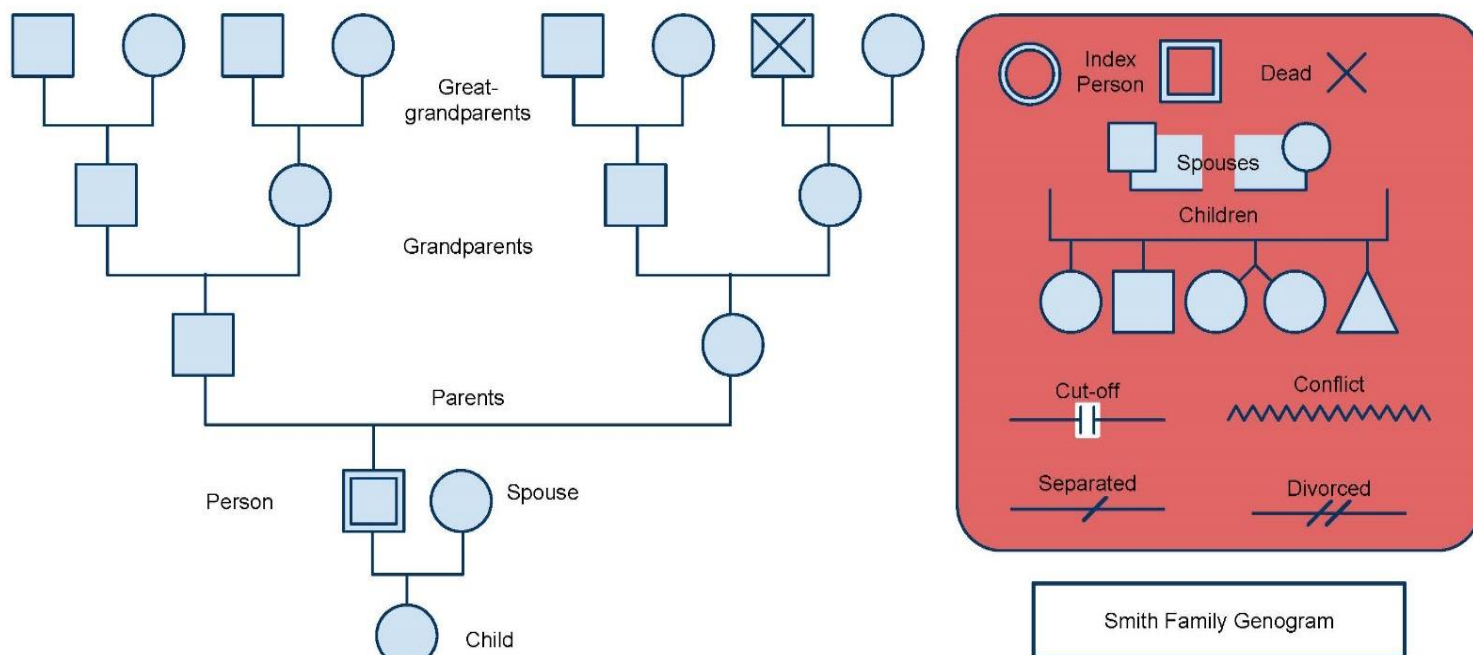 Great-
grandparents
Grandparents
Parents
Person
Spouse
Child
Index
Person
Dead
Spouses
Children
Cut-off
Conflict
Separated
Divorced
Smith Family Genogram